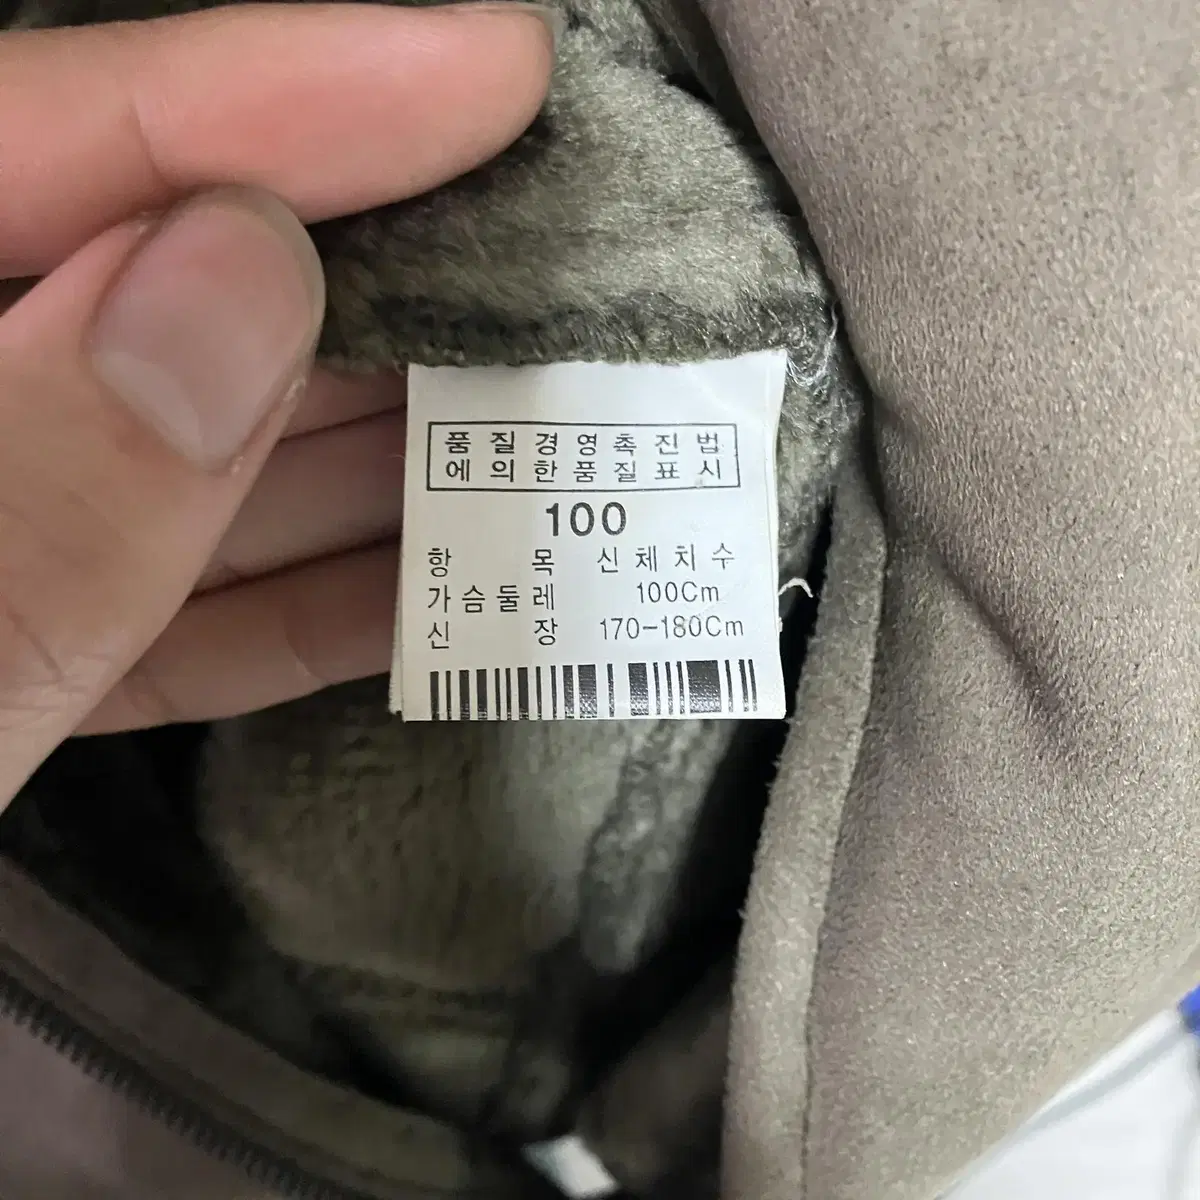 품질경영촉진법
에의한품질표시
100
항목 신체치수
가슴둘레 100Cm
신장 170-180Cm